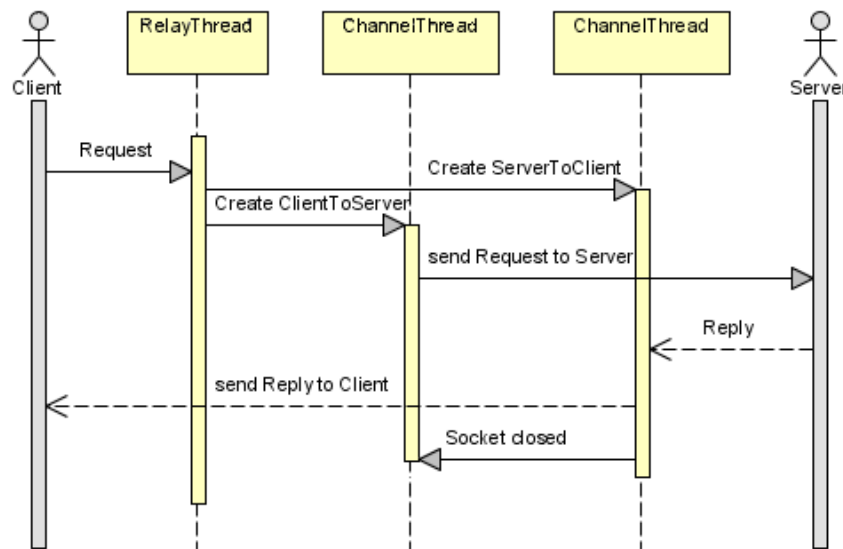 RelayThread
ChannelThread
ChannelThread
Client
Server
Request
Create ServerToClient
Create ClientToServer
send Request to Server
Reply
send Reply to Client
Socket closed